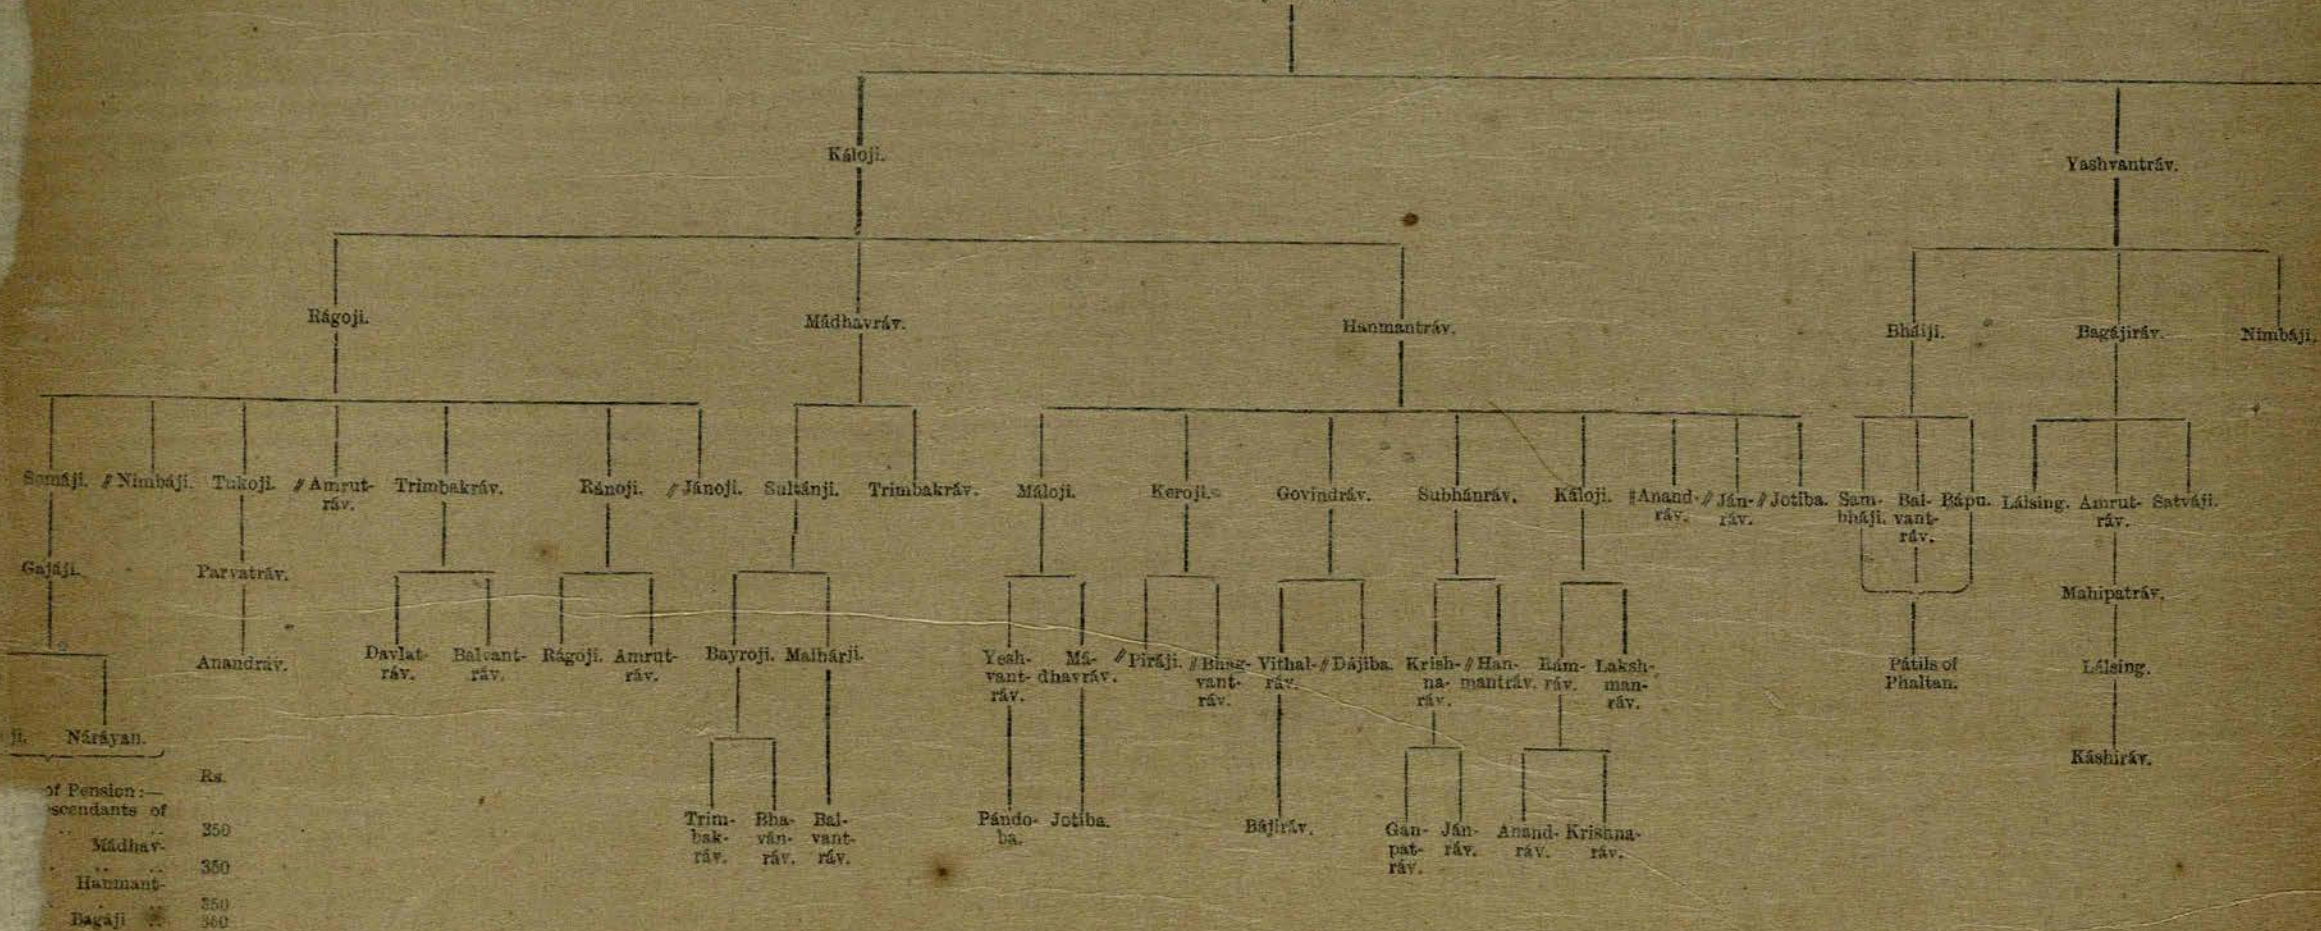 Káloji.
Yashvantráv.
Rágoji.
Mádhavráv.
Hanmantráv.
Bháiji.
Bagájiráv.
Nimbáji.
Somáji. // Nimbáji. Tukoji. // Amrut- Trimbakráv. Ránoji. // Jánoji. Sultánji. Trimbakráv. Máloji. Keroji. Govindráv. Subhánráv. Káloji. // Anand- // Ján- // Jotiba. Sam- Bal- Bápu. Lálsing. Amrut- Satváji.
ráv. ráv. ráv. bháji. vant- ráv.
ráv.
Gajáji. Parvatráv. Mahipatráv.
Davlat- Balvant- Rágoji. Amrut- Bayroji. Malhárji. Yesh- Má- // Piráji. // Bhag- Vithal- // Dájiba. Krish- // Han- Rám- Laksh- Pátils of Lálsing.
Anandráv. ráv. ráv. ráv. vant- dhavráv. vant- ráv. na- mantráv. ráv. man- Phaltan.
ráv. ráv. ráv. ráv.
ji. Náráyan.
Káshiráv.
Rs.
of Pension:—
scendants of
Trim- Bha- Bal- Pándo- Jotiba. Bájiráv. Gan- Ján- Anand- Krishna-
bak- ván- vant- ba. pat- ráv. ráv. ráv.
ráv. ráv. ráv. ráv.
.. .. 350
Mádhav-
.. .. 350
Hanmant-
350
Bagáji .. 350